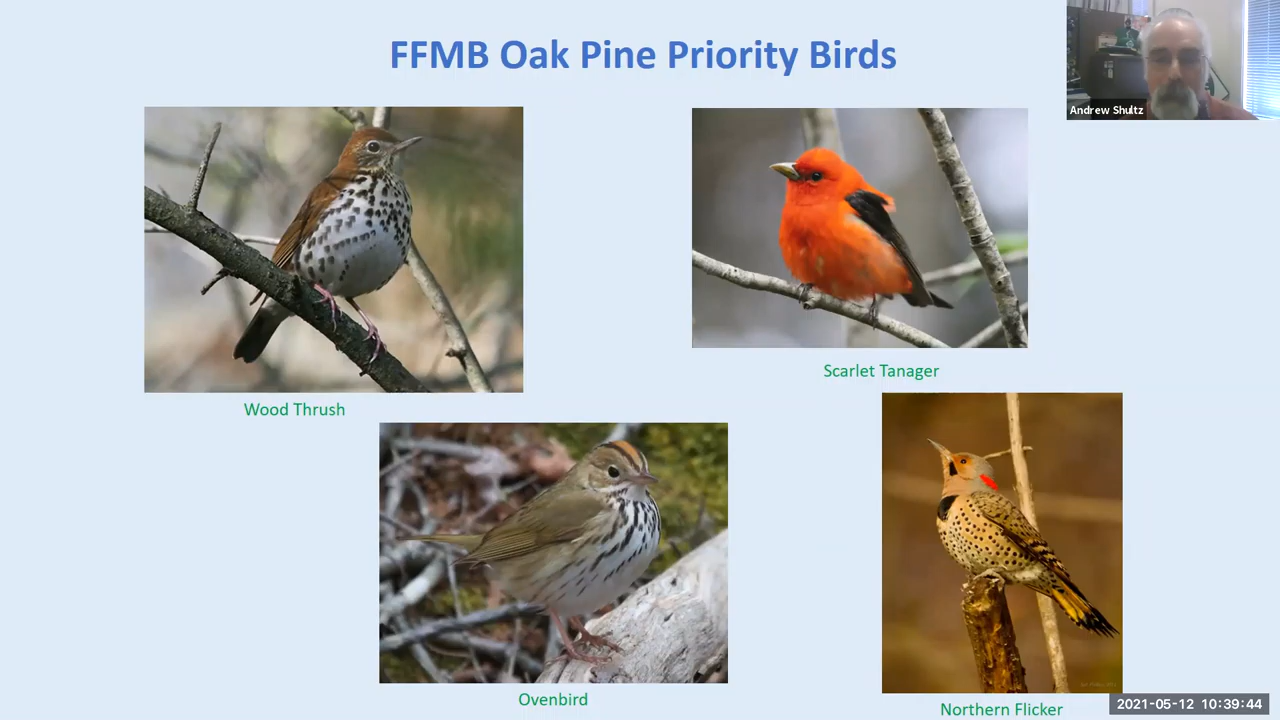 FFMB Oak Pine Priority Birds
Andrew Shultz
Scarlet Tanager
Wood Thrush
Ovenbird
Northern Flicker
2021-05-12 10:39:44